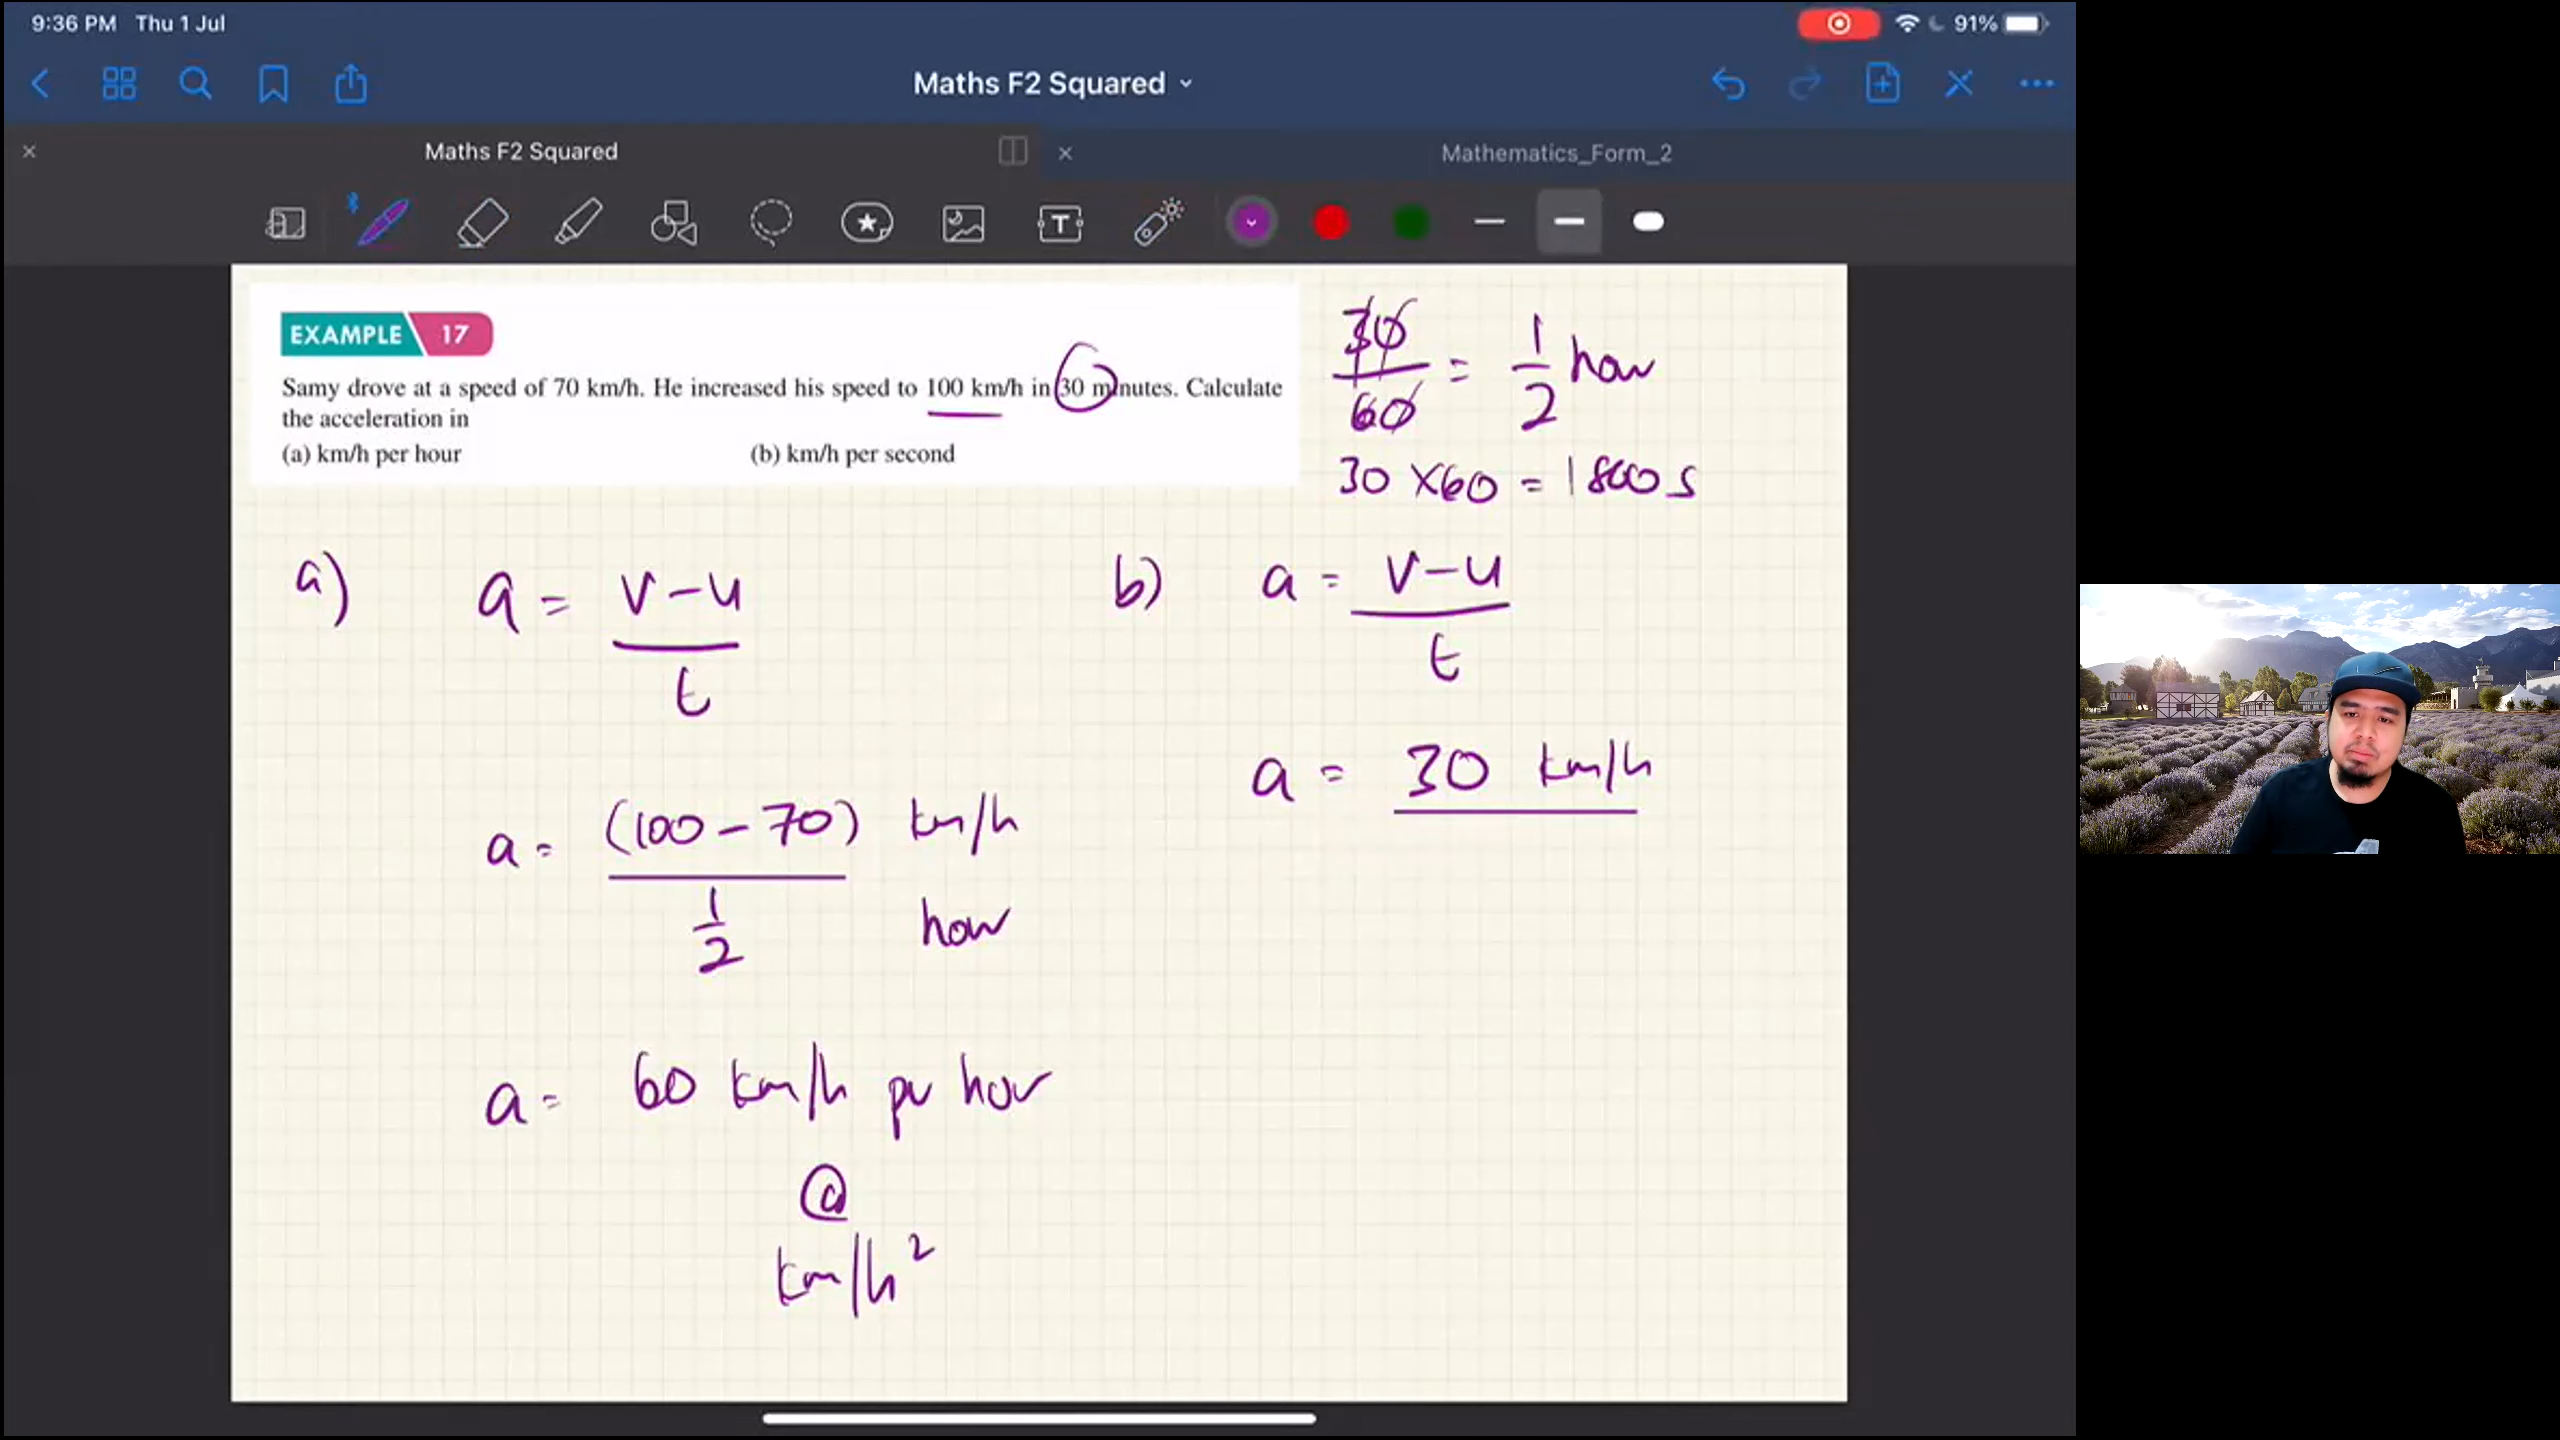 9:36 PM Thu 1 Jul
91%
Maths F2 Squared
Maths F2 Squared
Mathematics_Form_2
T
EXAMPLE 17
Samy drove at a speed of 70 km/h. He increased his speed to 100 km/h in 30 minutes. Calculate
the acceleration in
(a) km/h per hour
(b) km/h per second
30/60 = 1/2 hour
30 × 60 = 1800 s
a) a = v - u
t
a = (100 - 70) km/h
1/2 hour
a = 60 km/h per hour
@
km/h²
b) a = v - u
t
a = 30 km/h